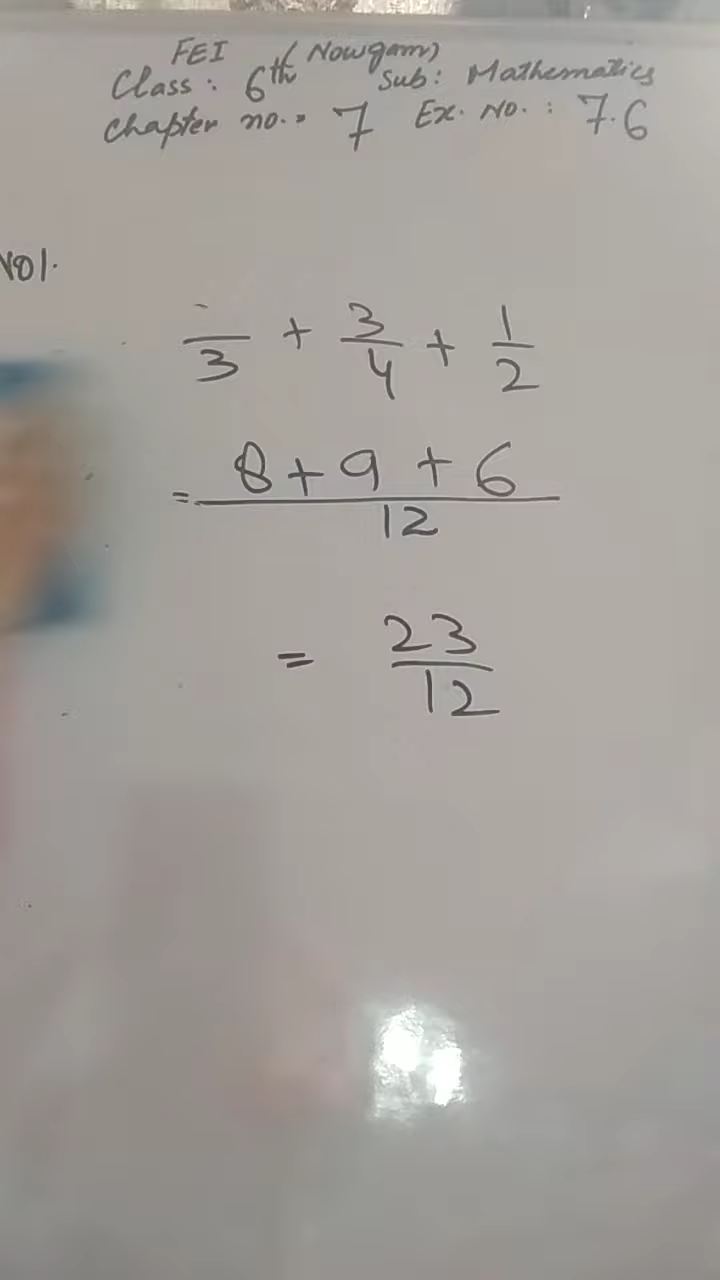 FEI (Nowgam)
Class: 6th Sub: Mathematics
Chapter no.: 7 Ex. No.: 7.6
/3 + 3/4 + 1/2
= 8 + 9 + 6 / 12
= 23/12